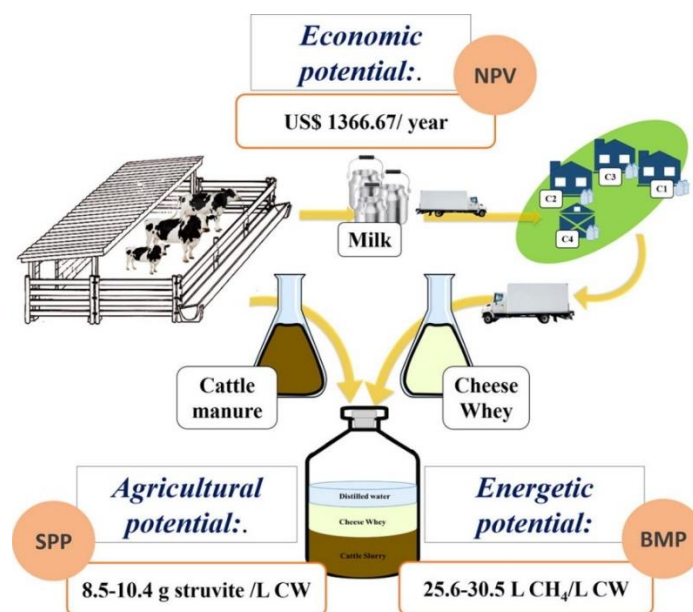 Economic
potential:.
NPV
US$ 1366.67/ year
Milk
C3
C2
C1
C4
Cattle
manure
Cheese
Whey
Distilled water
Cheese Whey
Cattle Slurry
Agricultural
potential:.
SPP
8.5-10.4 g struvite /L CW
Energetic
potential:
BMP
25.6-30.5 L CH₄/L CW